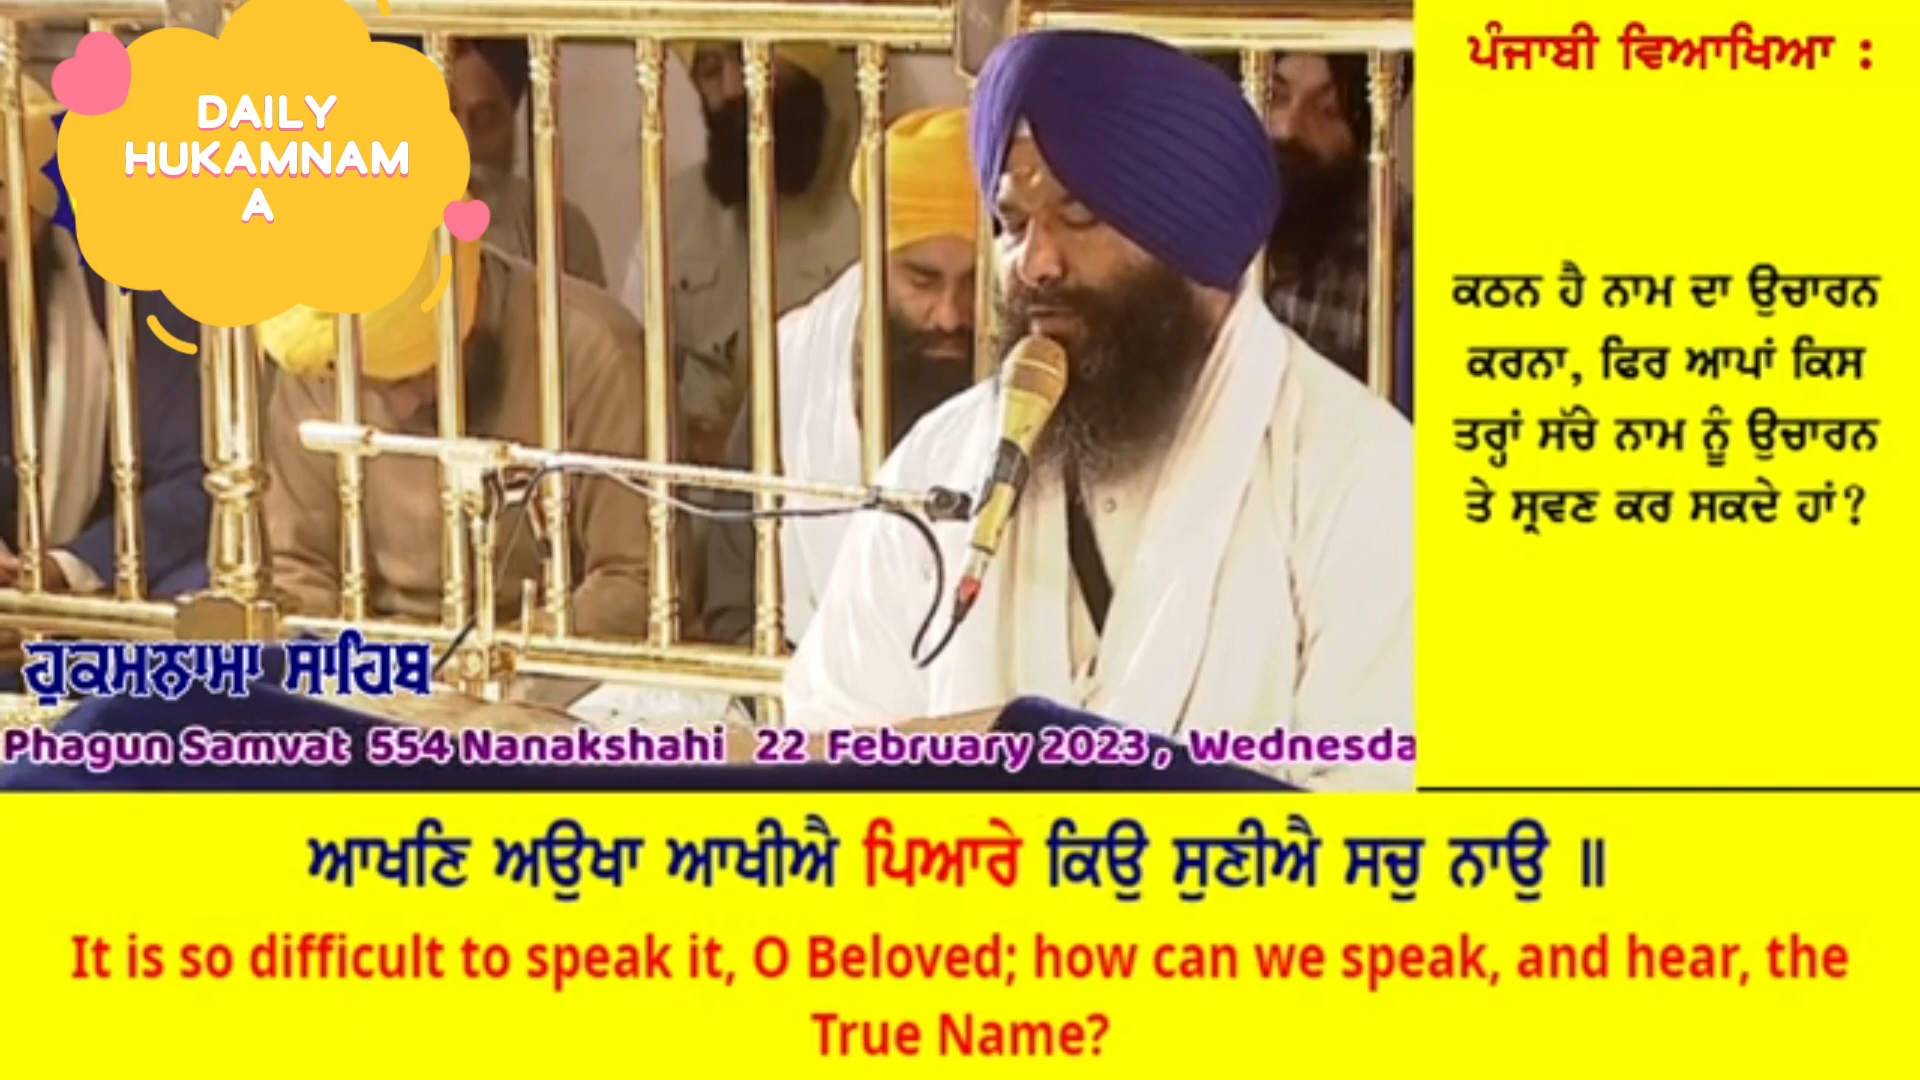 DAILY
HUKAMNAM
A
ਪੰਜਾਬੀ ਵਿਆਖਿਆ :
ਕਠਨ ਹੈ ਨਾਮ ਦਾ ਉਚਾਰਨ
ਕਰਨਾ, ਫਿਰ ਆਪਾਂ ਕਿਸ
ਤਰ੍ਹਾਂ ਸੱਚੇ ਨਾਮ ਨੂੰ ਉਚਾਰਨ
ਤੇ ਸ੍ਰਵਣ ਕਰ ਸਕਦੇ ਹਾਂ?
ਹੁਕਮਨਾਮਾ ਸਾਹਿਬ
Phagun Samvat 554 Nanakshahi 22 February 2023, Wednesda
ਆਖਣਿ ਅਉਖਾ ਆਖੀਐ ਪਿਆਰੇ ਕਿਉ ਸੁਣੀਐ ਸਚੁ ਨਾਉ ॥
It is so difficult to speak it, O Beloved; how can we speak, and hear, the
True Name?